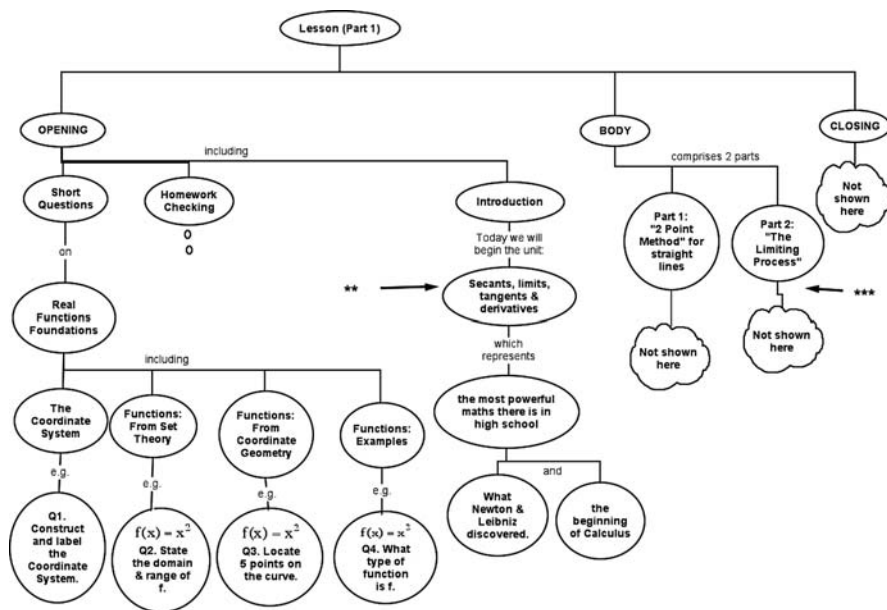 Lesson (Part 1)
OPENING
BODY
CLOSING
including
comprises 2 parts
Short
Questions
Homework
Checking
O
O
Introduction
Part 1:
"2 Point
Method" for
straight
lines
Part 2:
"The
Limiting
Process"
Not
shown
here
on
Today we will
begin the unit:
**
Secants, limits,
tangents &
derivatives
***
Real
Functions
Foundations
Not shown
here
Not shown
here
which
represents
including
The
Coordinate
System
Functions:
From Set
Theory
Functions:
From
Coordinate
Geometry
Functions:
Examples
the most powerful
maths there is in
high school
and
e.g.
e.g.
e.g.
e.g.
Q1.
Construct
and label
the
Coordinate
System.
f(x) = x²
Q2. State
the domain
& range of
f.
f(x) = x²
Q3. Locate
5 points on
the curve.
f(x) = x²
Q4. What
type of
function
is f.
What
Newton &
Leibniz
discovered.
the
beginning
of Calculus